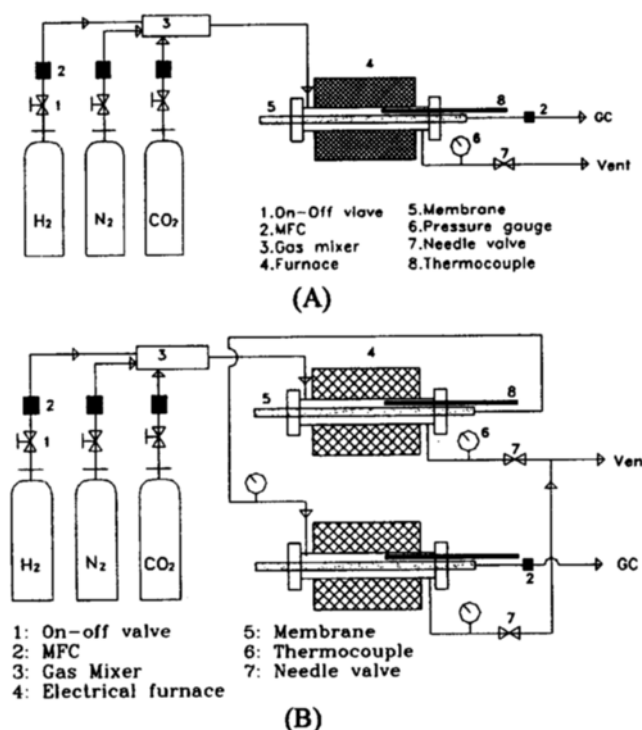 3
4
2
1
5
8
2
GC
6
7
Vent
H2
N2
CO2
1.On-Off vlave 5.Membrane
2.MFC 6.Pressure gauge
3.Gas mixer 7.Needle valve
4.Furnace 8.Thermocouple
(A)
3
4
2
1
5
8
6
7
Ven
H2
N2
CO2
2
GC
7
1: On-off valve 5: Membrane
2: MFC 6: Thermocouple
3: Gas Mixer 7: Needle valve
4: Electrical furnace
(B)